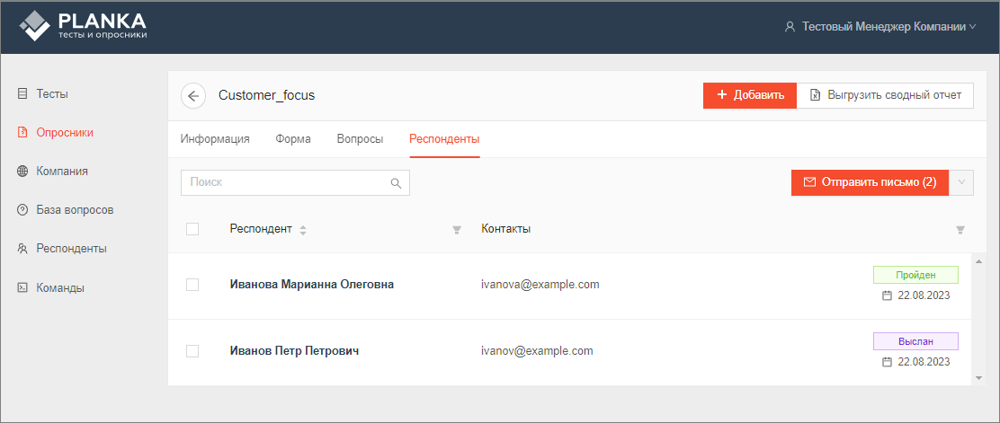 PLANKA
тесты и опросники
Тестовый Менеджер Компании
Тесты
Опросники
Компания
База вопросов
Респонденты
Команды
Customer_focus
+ Добавить
Выгрузить сводный отчет
Информация Форма Вопросы Респонденты
Поиск
Отправить письмо (2)
Респондент Контакты
Иванова Марианна Олеговна ivanova@example.com Пройден
22.08.2023
Иванов Петр Петрович ivanov@example.com Выслан
22.08.2023